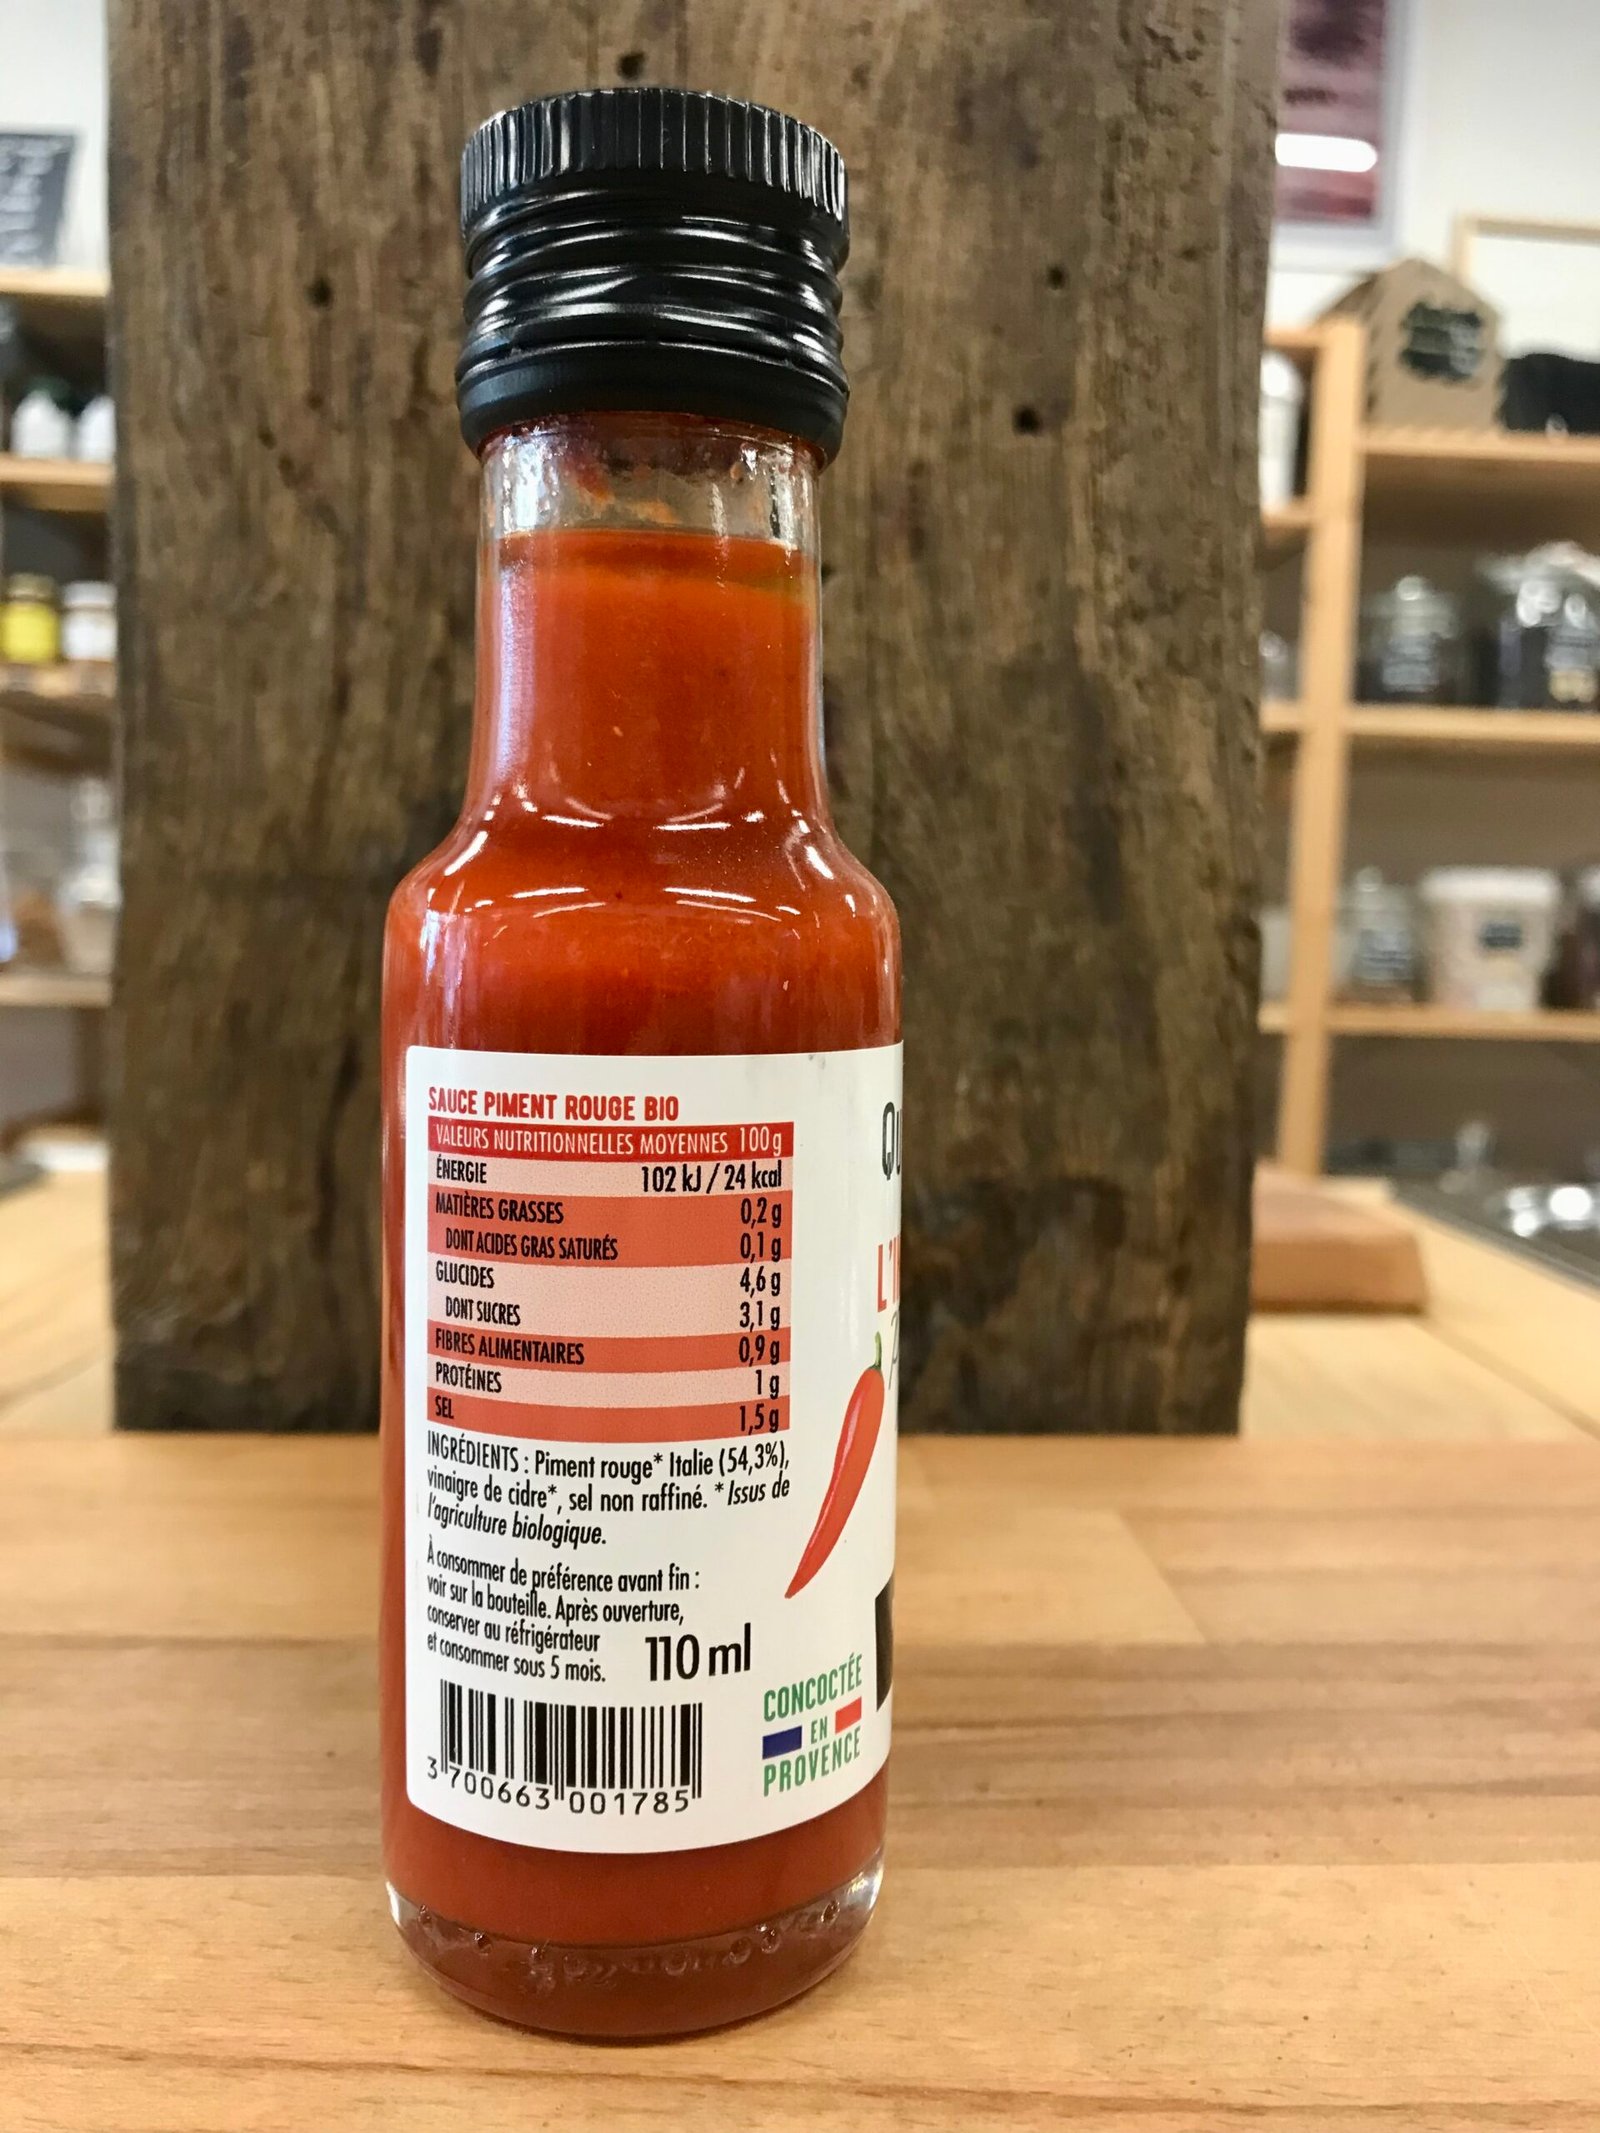 SAUCE PIMENT ROUGE BIO
VALEURS NUTRITIONNELLES MOYENNES 100 g
ÉNERGIE 102 kJ / 24 kcal
MATIÈRES GRASSES 0,2 g
DONT ACIDES GRAS SATURÉS 0,1 g
GLUCIDES 4,6 g
DONT SUCRES 3,1 g
FIBRES ALIMENTAIRES 0,9 g
PROTÉINES 1 g
SEL 1,5 g
INGRÉDIENTS : Piment rouge* Italie (54,3%),
vinaigre de cidre*, sel non raffiné. * Issus de
l'agriculture biologique.
À consommer de préférence avant fin :
voir sur la bouteille. Après ouverture,
conserver au réfrigérateur
et consommer sous 5 mois.
110 ml
3 700663 001785
CONCOCTÉE
EN
PROVENCE